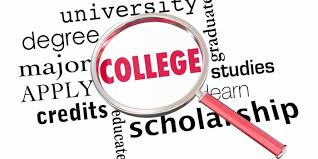 university
degree
graduate
major
COLLEGE
studies
APPLY
learn
credits
educate
scholarship